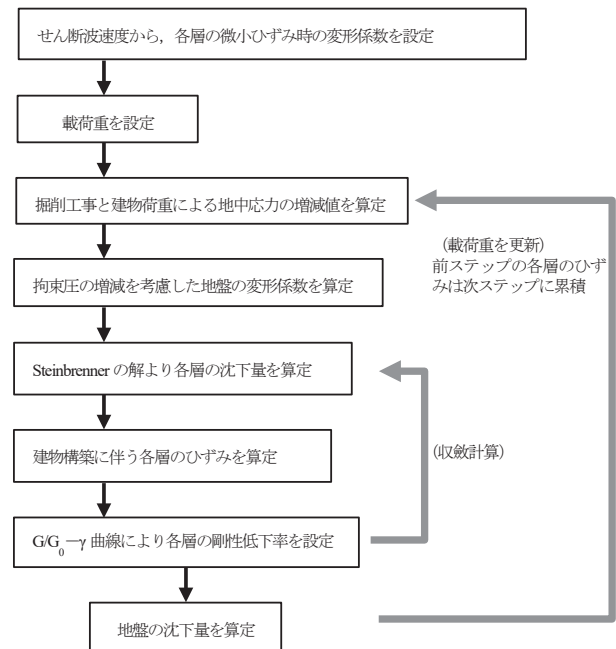 せん断波速度から，各層の微小ひずみ時の変形係数を設定
載荷重を設定
掘削工事と建物荷重による地中応力の増減値を算定
（載荷重を更新）
前ステップの各層のひず
みは次ステップに累積
拘束圧の増減を考慮した地盤の変形係数を算定
Steinbrenner の解より各層の沈下量を算定
(収斂計算)
建物構築に伴う各層のひずみを算定
G/G0―γ 曲線により各層の剛性低下率を設定
地盤の沈下量を算定